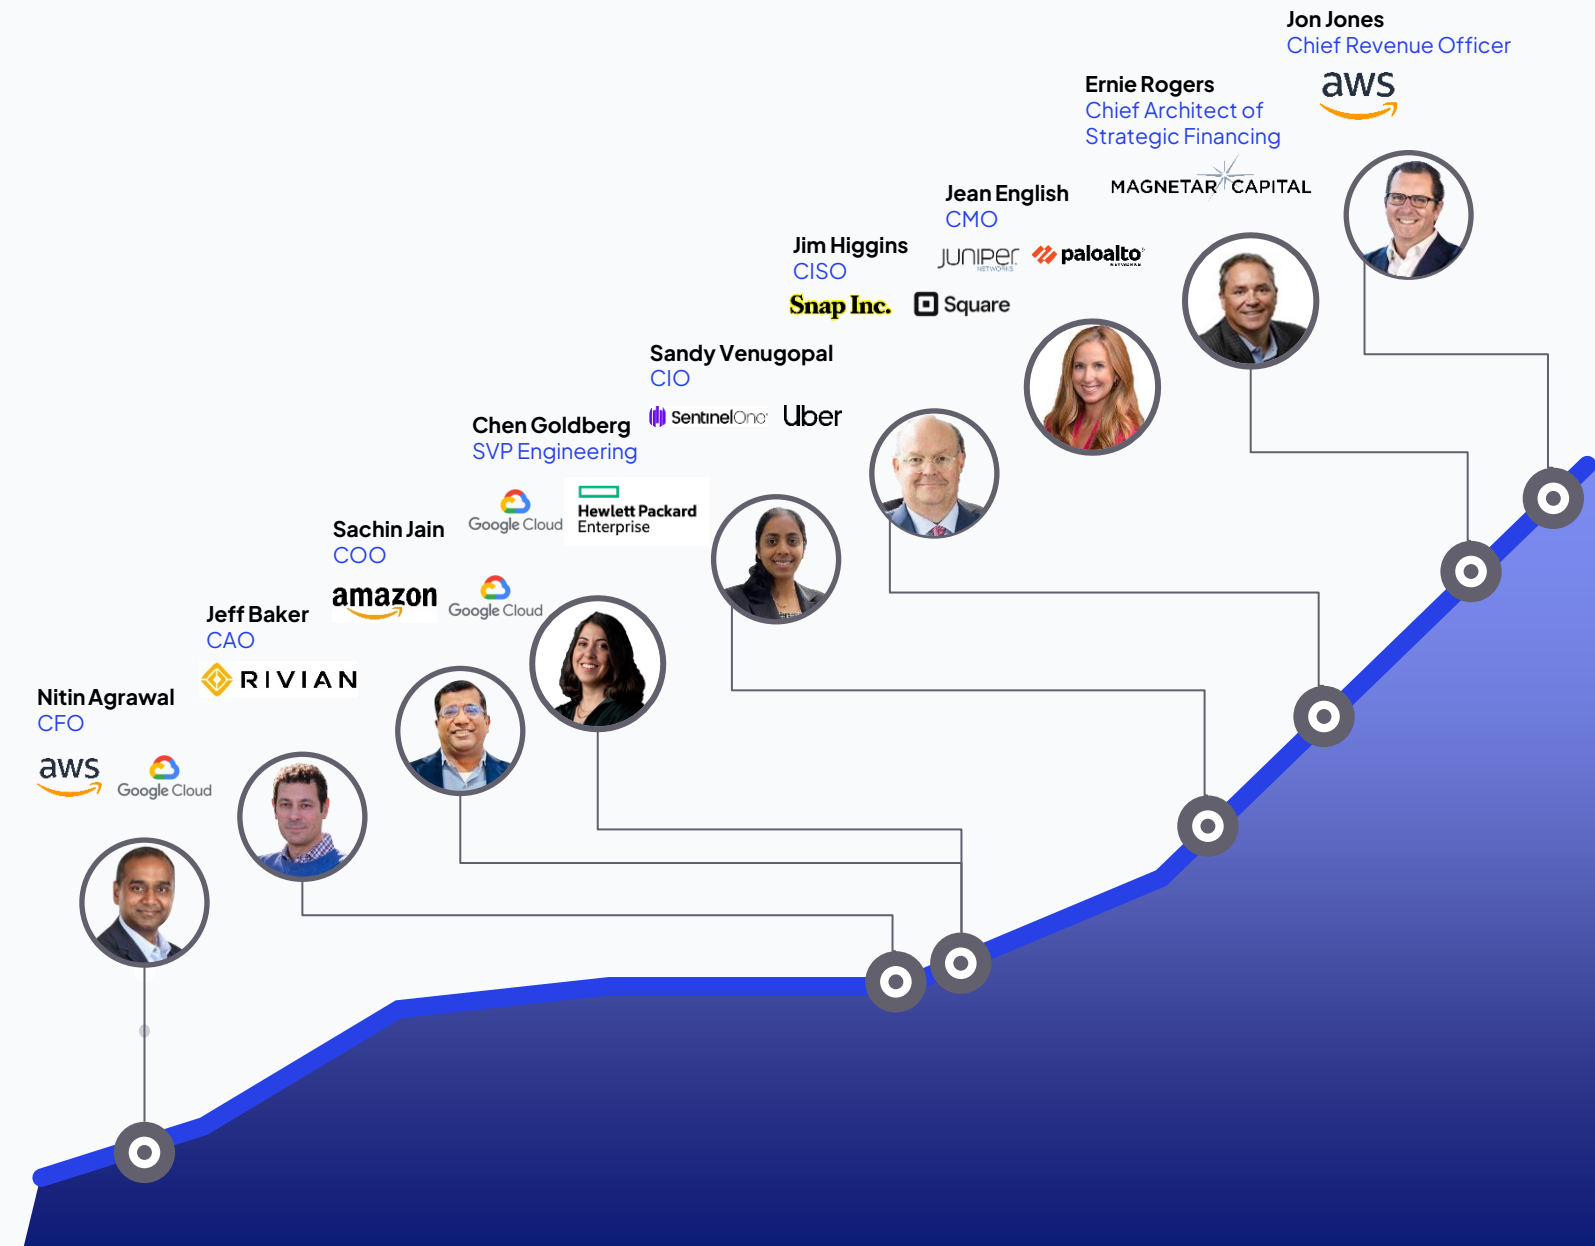 Jon Jones
Chief Revenue Officer
aws
Ernie Rogers
Chief Architect of
Strategic Financing
MAGNETAR CAPITAL
Jean English
CMO
JUNIPER
NETWORKS
paloalto
NETWORKS
Jim Higgins
CISO
Snap Inc.
Square
Sandy Venugopal
CIO
SentinelOne
Uber
Chen Goldberg
SVP Engineering
Google Cloud
Hewlett Packard
Enterprise
Sachin Jain
COO
amazon
Google Cloud
Jeff Baker
CAO
RIVIAN
Nitin Agrawal
CFO
aws
Google Cloud